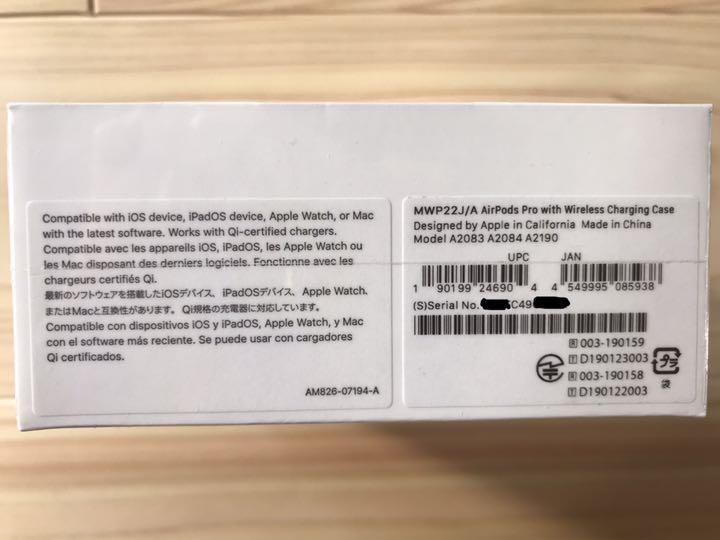 Compatible with iOS device, iPadOS device, Apple Watch, or Mac
with the latest software. Works with Qi-certified chargers.
Compatible avec les appareils iOS, iPadOS, les Apple Watch ou
les Mac disposant des derniers logiciels. Fonctionne avec les
chargeurs certifiés Qi.
最新のソフトウェアを搭載したiOSデバイス、iPadOSデバイス、Apple Watch、
またはMacと互換性があります。Qi規格の充電器に対応しています。
Compatible con dispositivos iOS y iPadOS, Apple Watch, y Mac
con el software más reciente. Se puede usar con cargadores
Qi certificados.
AM826-07194-A
MWP22J/A AirPods Pro with Wireless Charging Case
Designed by Apple in California Made in China
Model A2083 A2084 A2190
UPC JAN
1 90199 24690 4 4 549995 085938
(S)Serial No. C49
R 003-190159
T D190123003
R 003-190158
T D190122003
プラ
袋